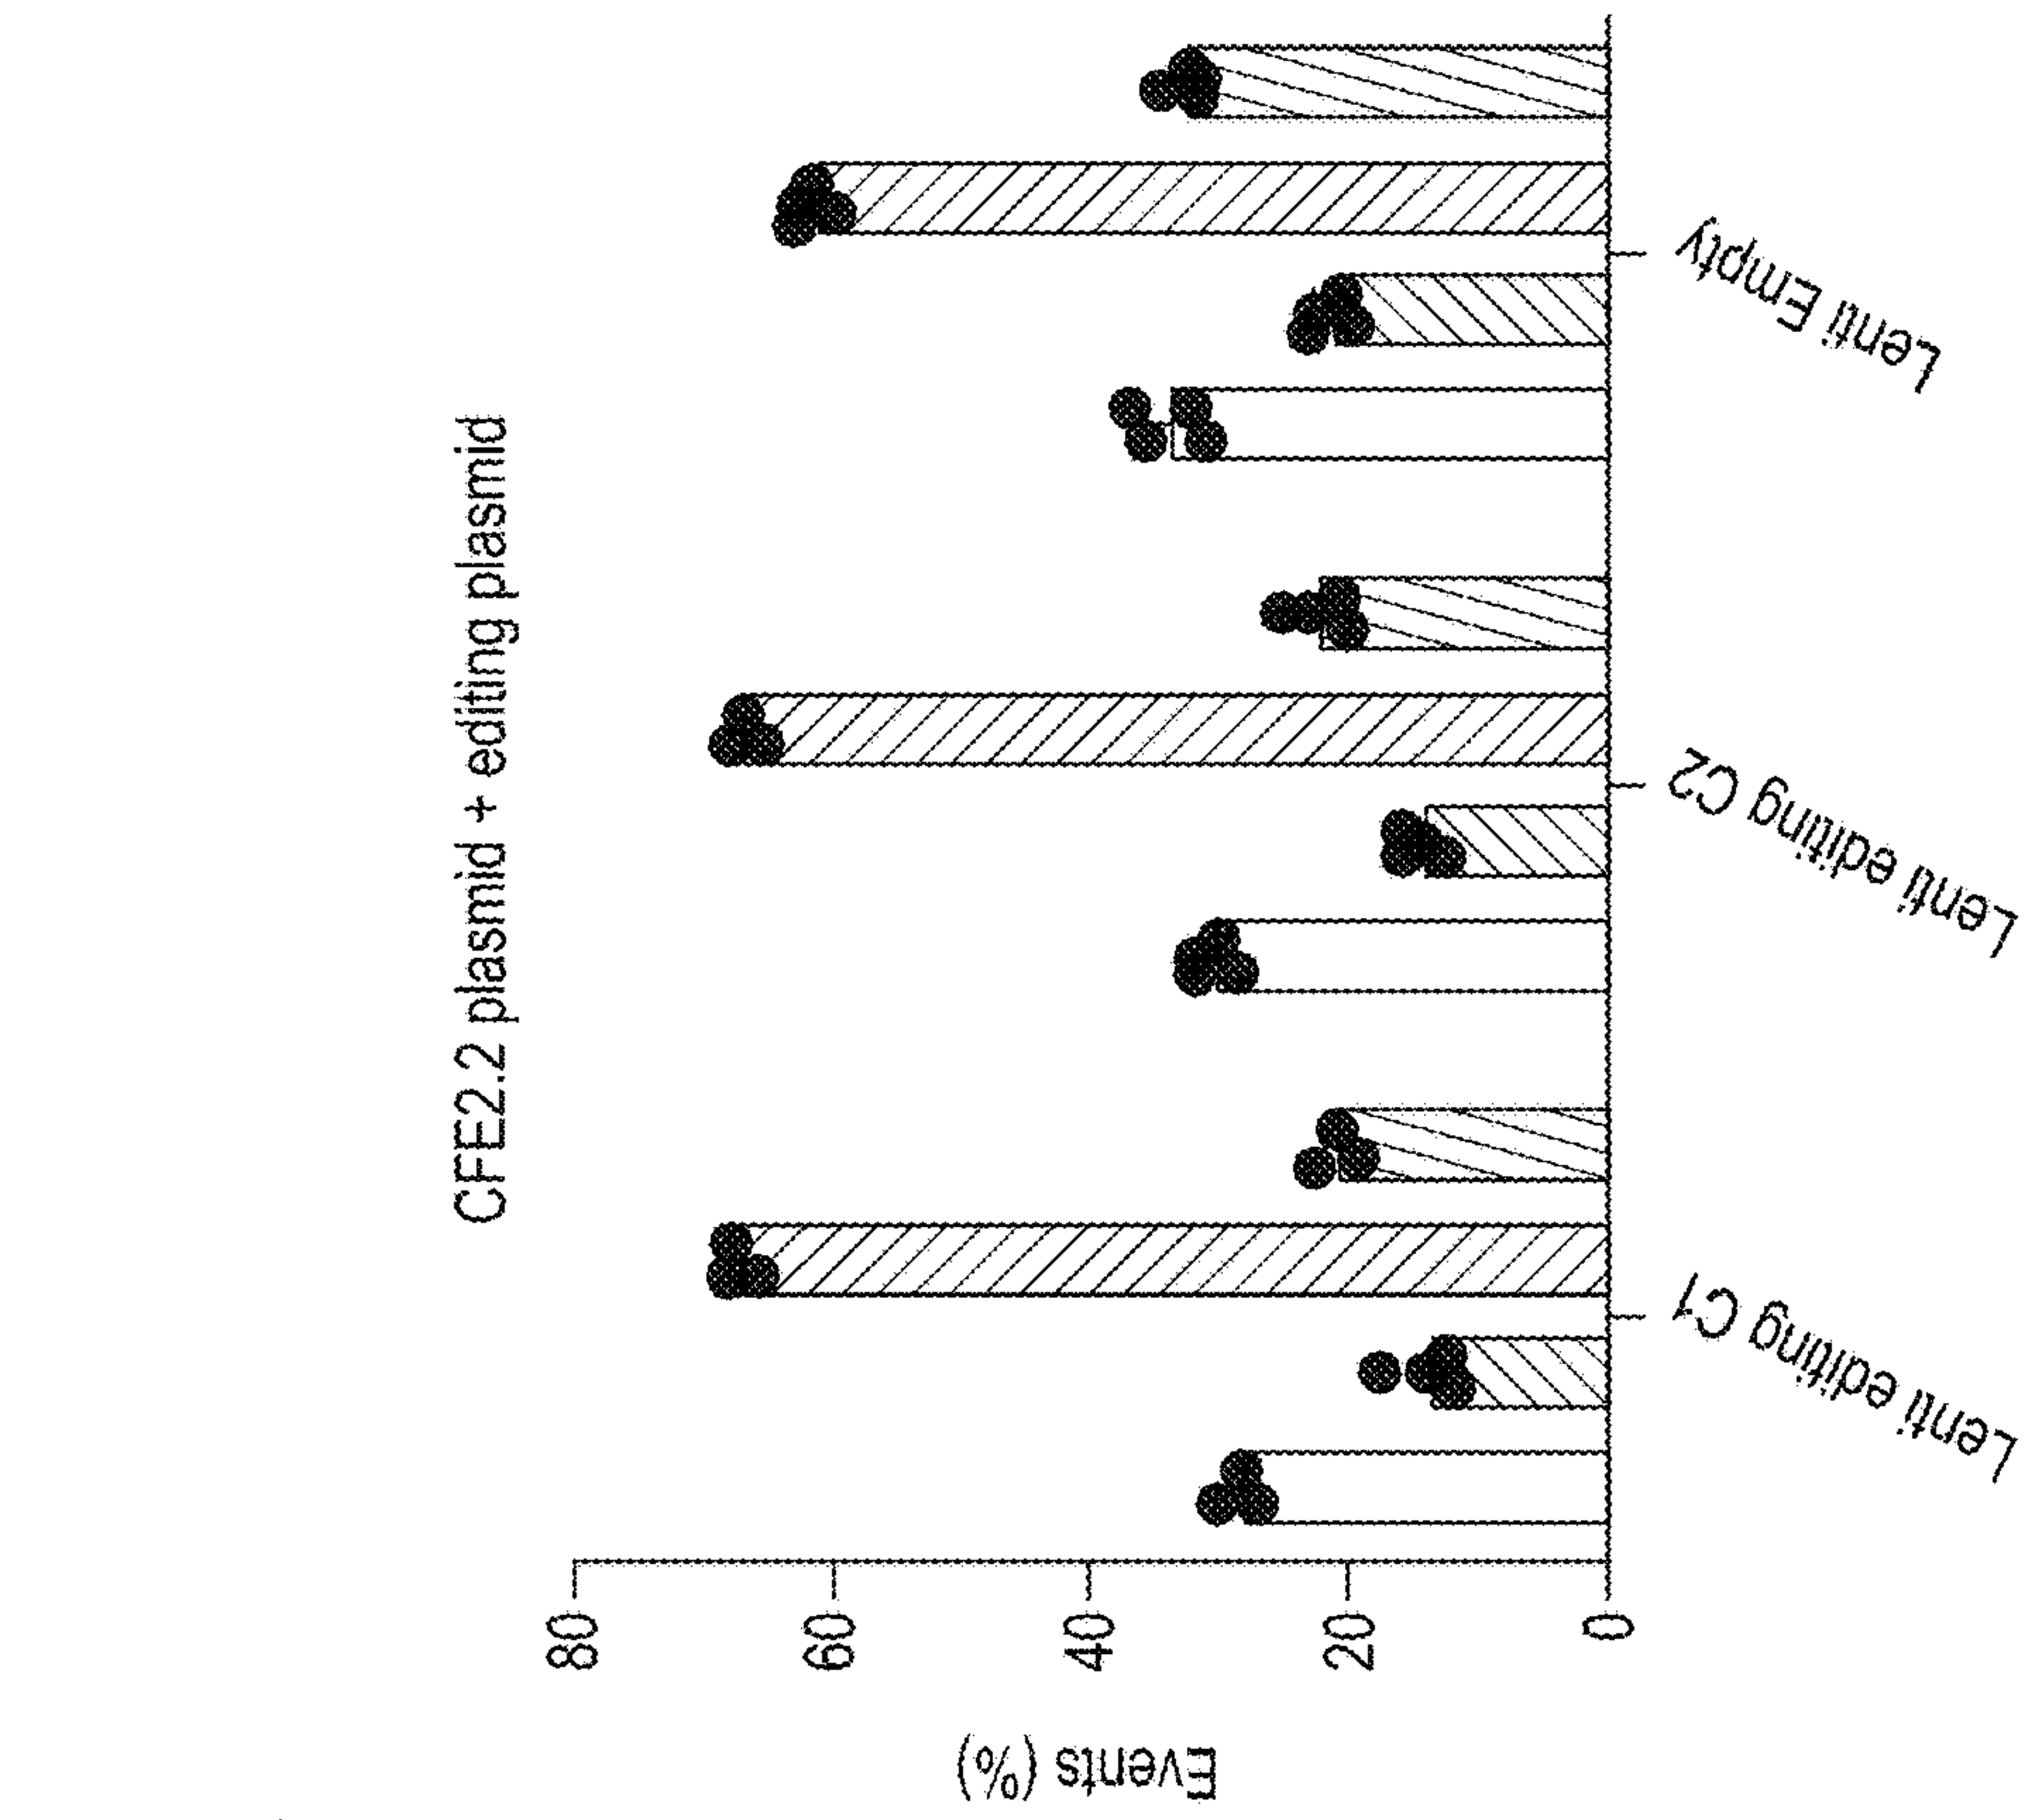 CFE2.2 plasmid + editing plasmid
Events (%)
80
60
40
20
0
Lenti editing C1
Lenti editing C2
Lenti Empty